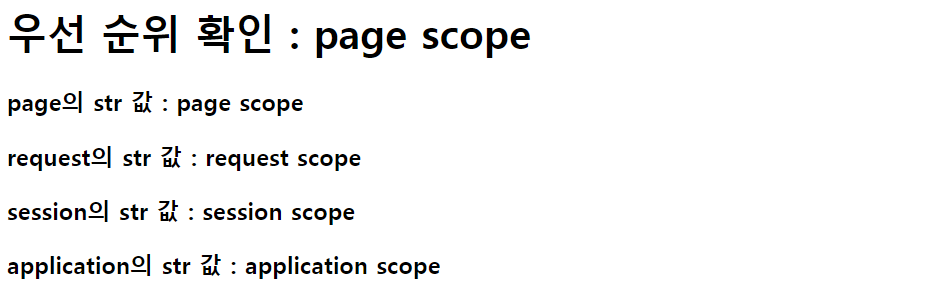 우선 순위 확인 : page scope
page의 str 값 : page scope
request의 str 값 : request scope
session의 str 값 : session scope
application의 str 값 : application scope